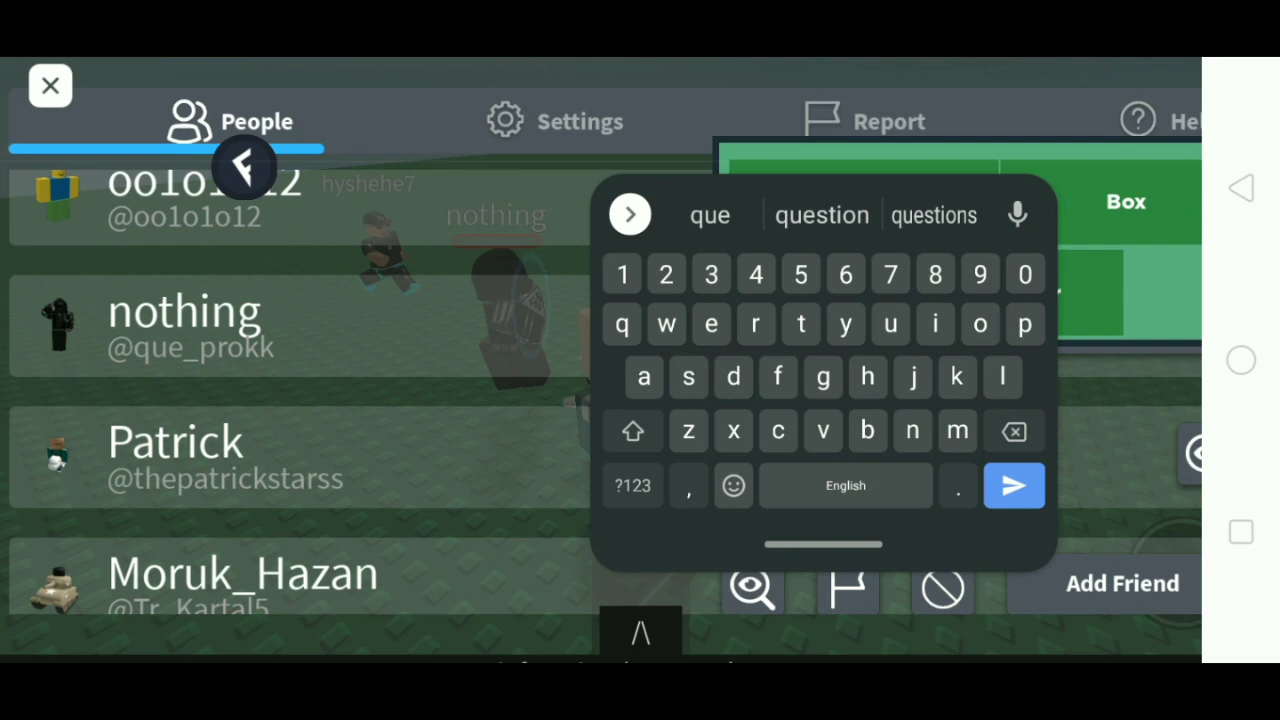 People
Settings
Report
@oo1o1o12
hyshehe7
nothing
Box
que
question
questions
1 2 3 4 5 6 7 8 9 0
nothing
@que_prokk
q w e r t y u i o p
a s d f g h j k l
Patrick
@thepatrickstarss
z x c v b n m
?123
,
English
.
Moruk_Hazan
@Tr_Kartal5
Add Friend
/\